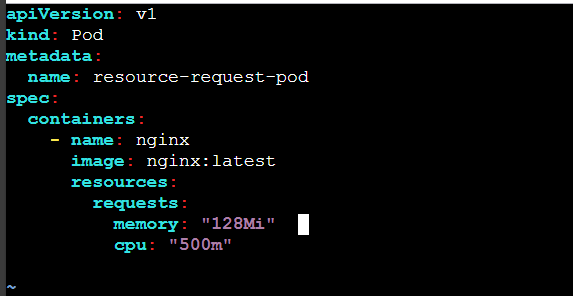 apiVersion: v1
kind: Pod
metadata:
  name: resource-request-pod
spec:
  containers:
    - name: nginx
      image: nginx:latest
      resources:
        requests:
          memory: "128Mi"
          cpu: "500m"
~